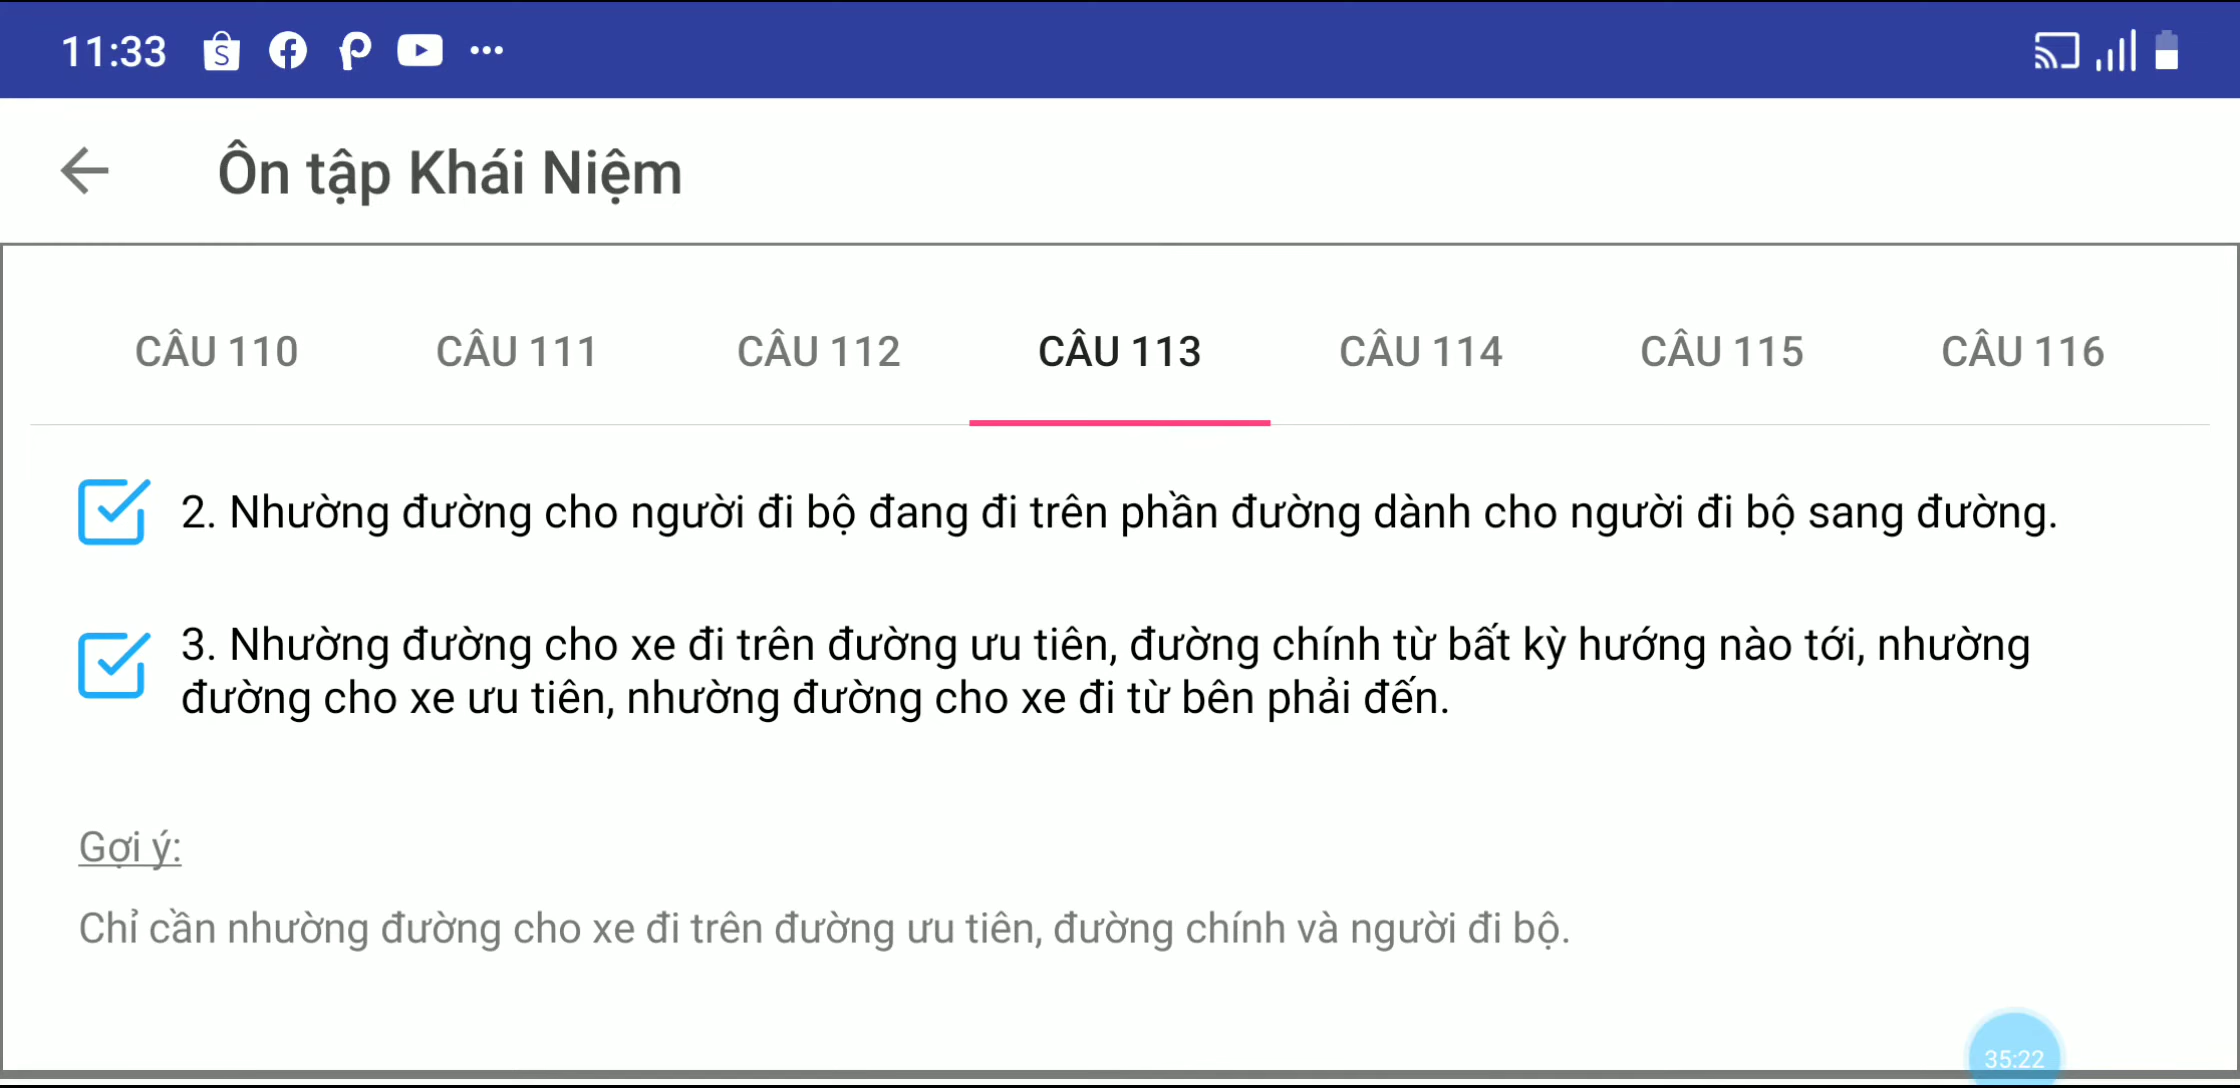 11:33
Ôn tập Khái Niệm
CÂU 110 CÂU 111 CÂU 112 CÂU 113 CÂU 114 CÂU 115 CÂU 116
2. Nhường đường cho người đi bộ đang đi trên phần đường dành cho người đi bộ sang đường.
3. Nhường đường cho xe đi trên đường ưu tiên, đường chính từ bất kỳ hướng nào tới, nhường
đường cho xe ưu tiên, nhường đường cho xe đi từ bên phải đến.
Gợi ý:
Chỉ cần nhường đường cho xe đi trên đường ưu tiên, đường chính và người đi bộ.
35:22